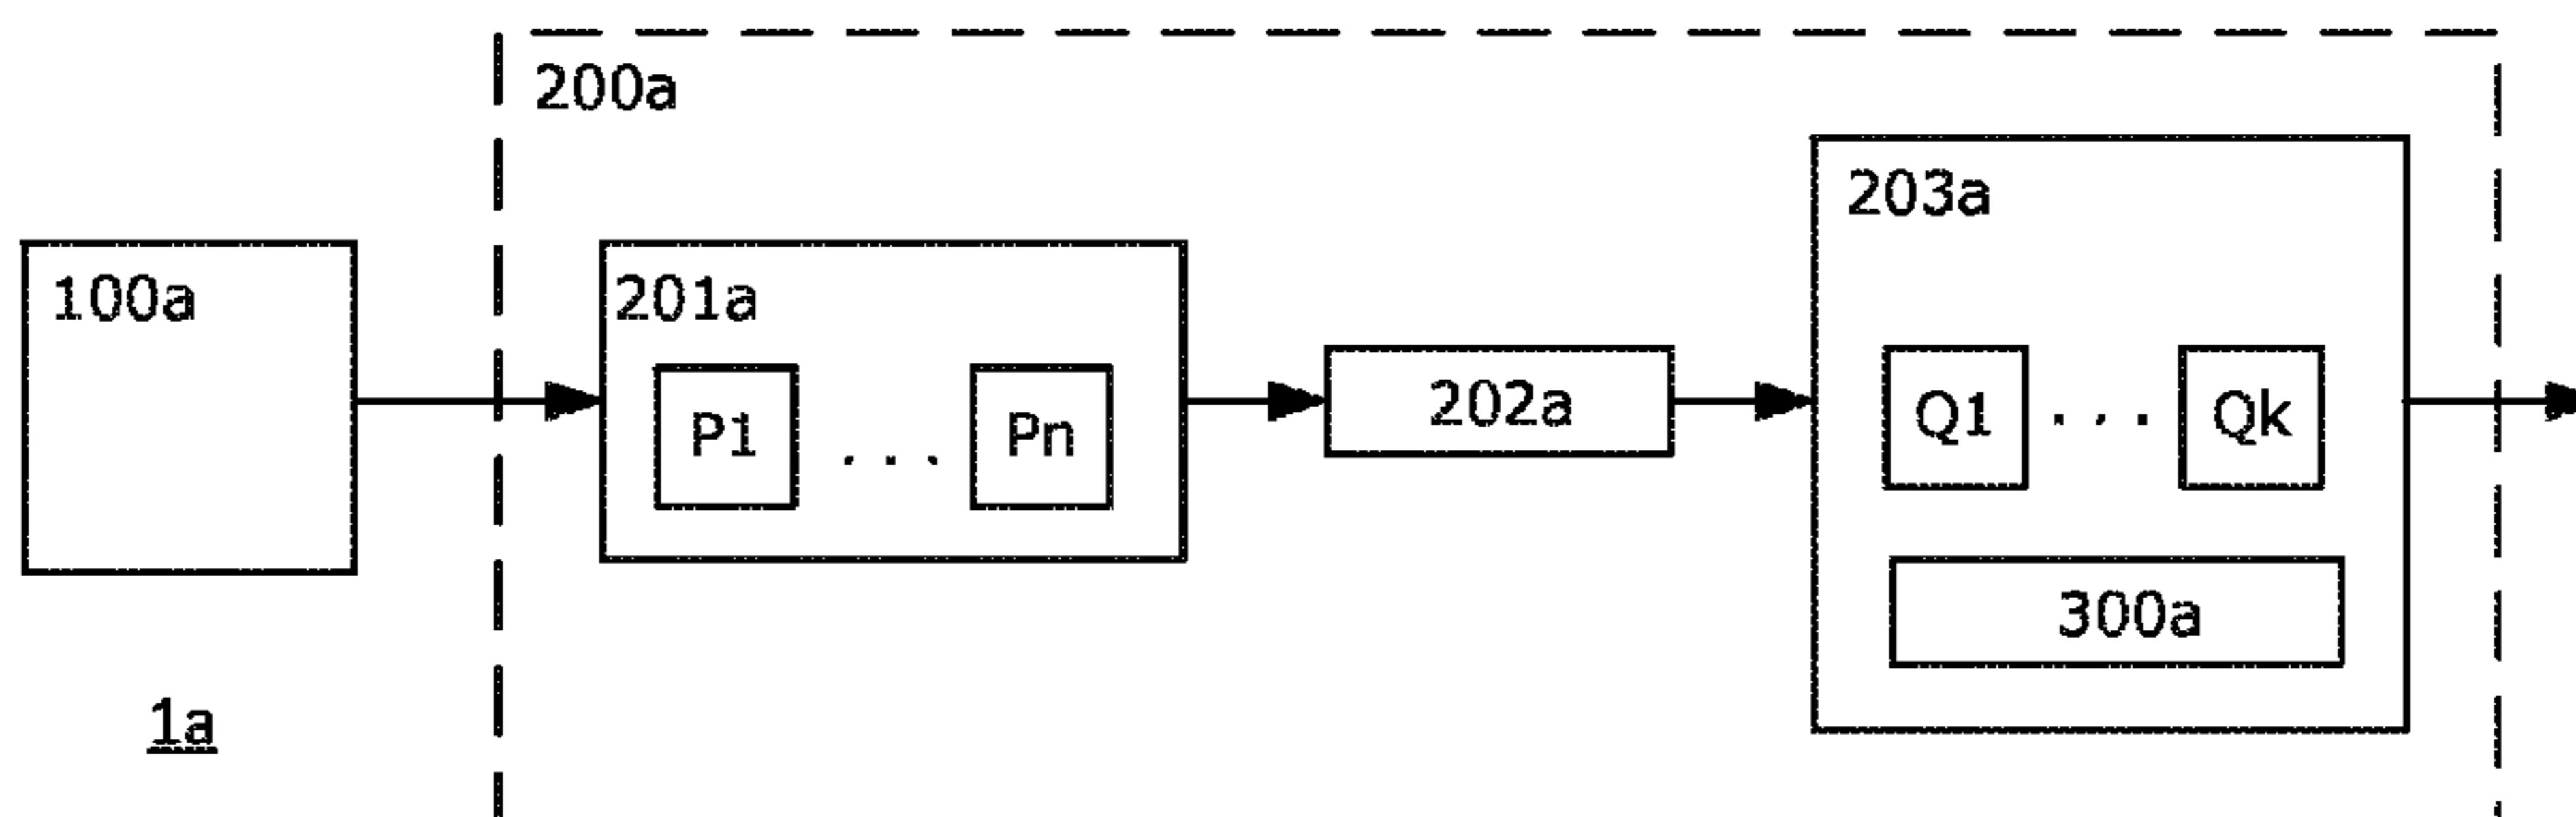 200a
203a
100a
201a
P1 . . . Pn
202a
Q1 . . . Qk
300a
1a